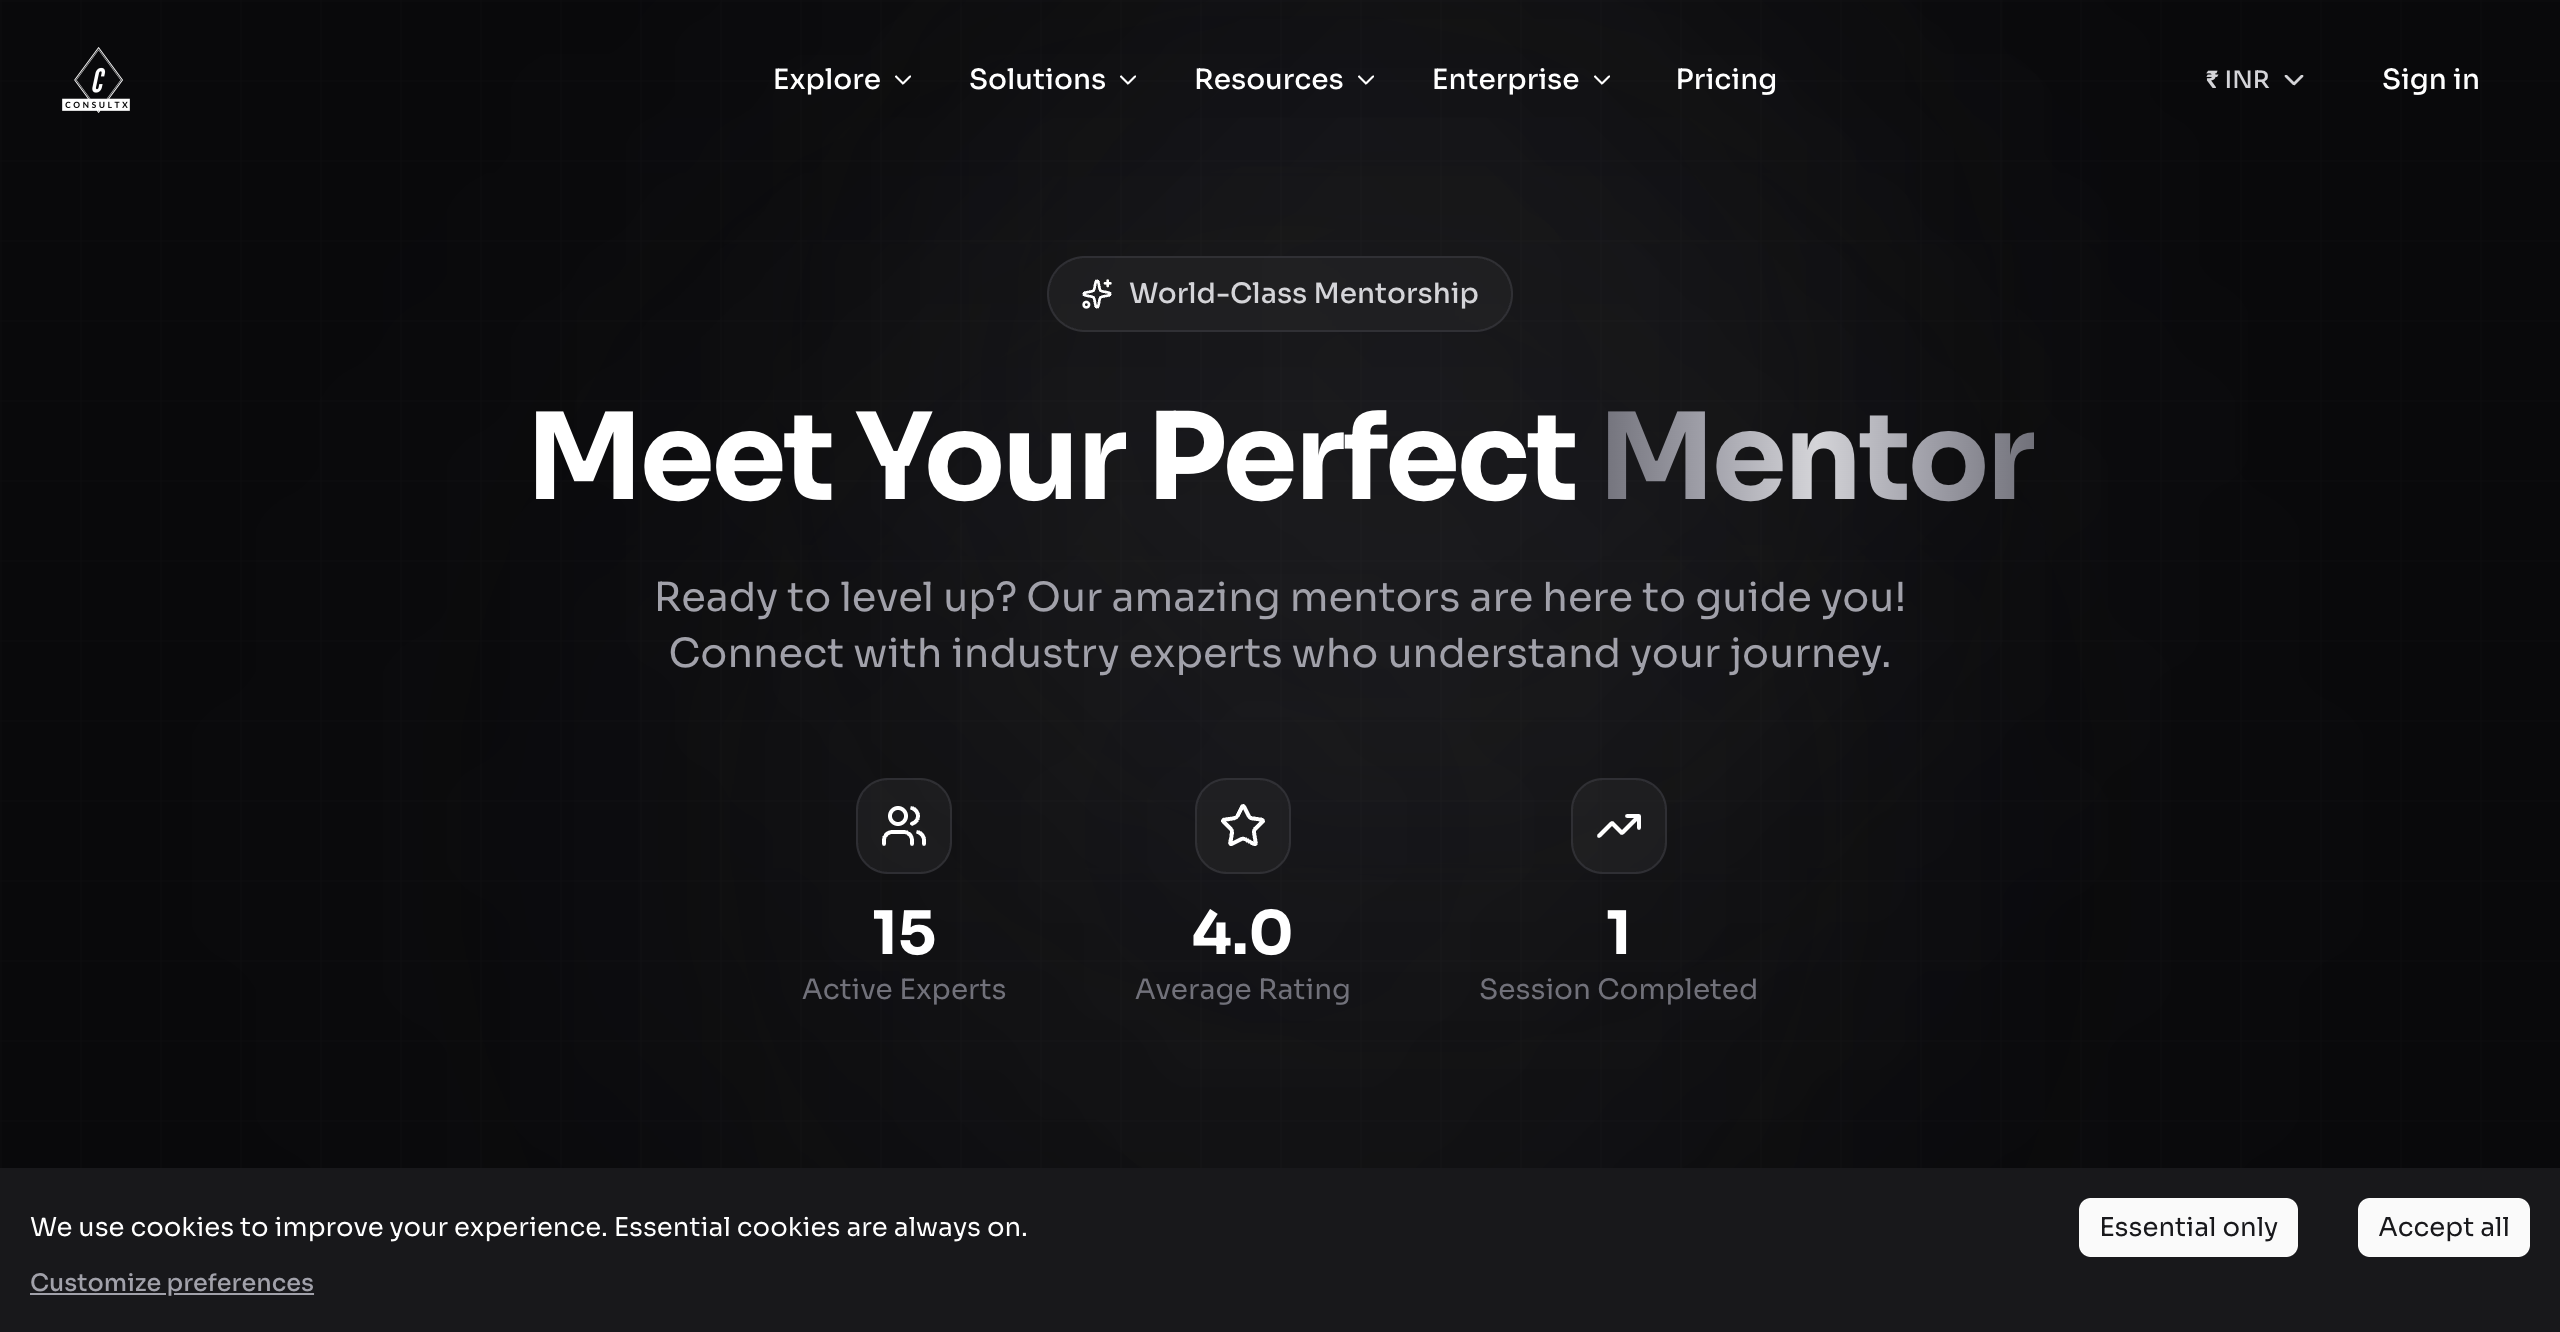 C
CONSULTX
Explore
Solutions
Resources
Enterprise
Pricing
₹ INR
Sign in
World-Class Mentorship
Meet Your Perfect Mentor
Ready to level up? Our amazing mentors are here to guide you!
Connect with industry experts who understand your journey.
15
Active Experts
4.0
Average Rating
1
Session Completed
We use cookies to improve your experience. Essential cookies are always on.
Customize preferences
Essential only
Accept all